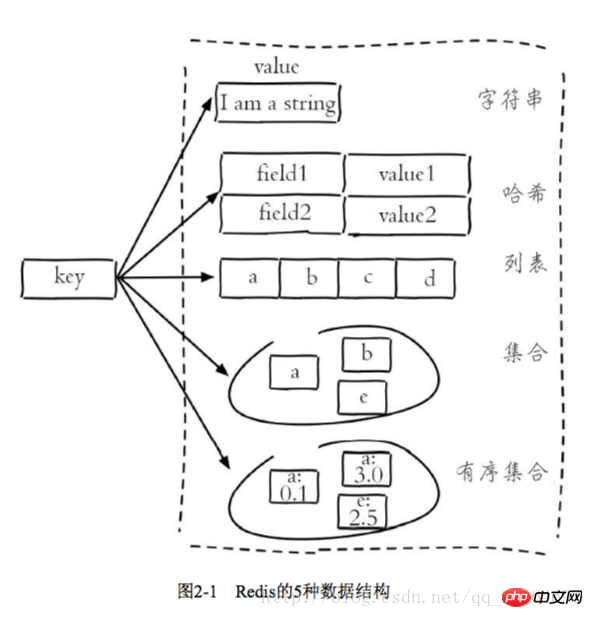 value
I am a string
字符串
field1 value1
field2 value2
哈希
key
a b c d
列表
a
b
e
集合
a:
0.1
a:
3.0
e:
2.5
有序集合
图2-1 Redis的5种数据结构
http://blog.csdn.net/qq_
php 中文网